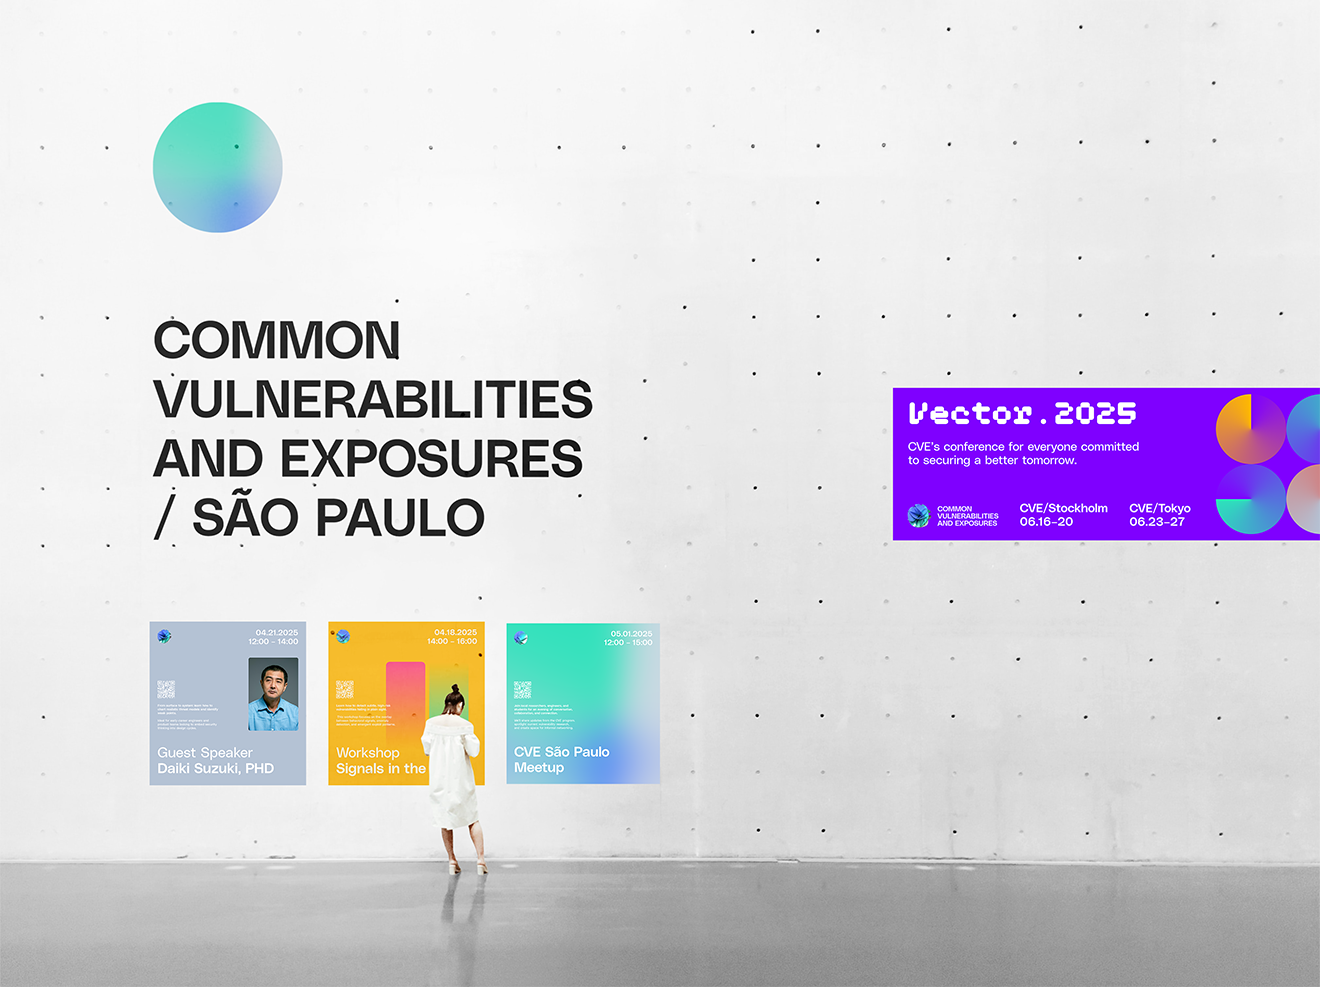 COMMON
VULNERABILITIES
AND EXPOSURES
/ SÃO PAULO
Vector.2025
CVE's conference for everyone committed
to securing a better tomorrow.
COMMON
VULNERABILITIES
AND EXPOSURES
CVE/Stockholm
06.16–20
CVE/Tokyo
06.23–27
04.21.2025
12:00 – 14:00
Guest Speaker
Daiki Suzuki, PHD
04.18.2025
14:00 – 16:00
Workshop
Signals in the
05.01.2025
12:00 – 15:00
CVE São Paulo
Meetup